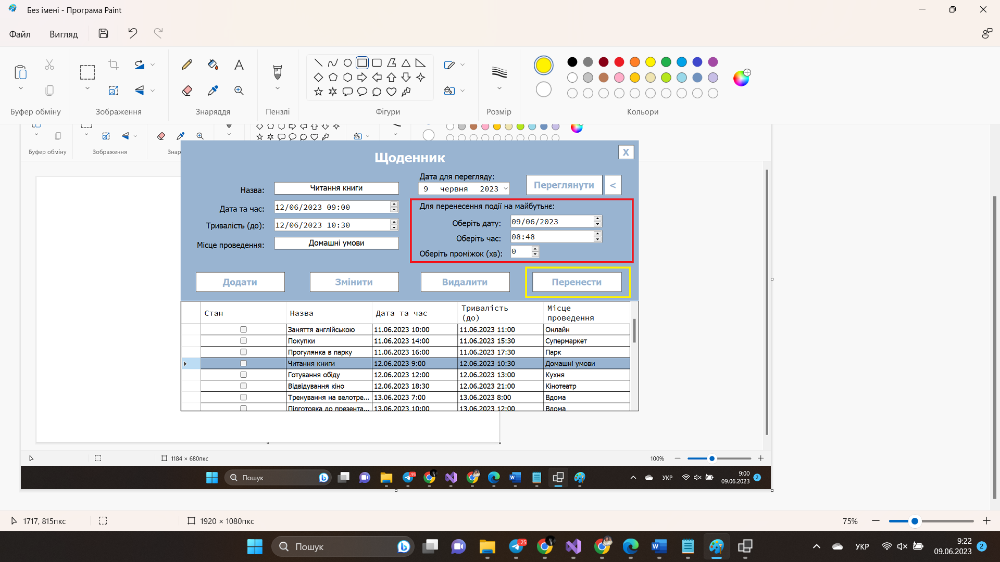 Без імені - Програма Paint
Файл
Вигляд
Буфер обміну
Зображення
Знаряддя
Пензлі
Фігури
Розмір
Кольори
Буфер обміну
Зображення
Знар
Щоденник
X
Дата для перегляду:
Назва:
Читання книги
9 червня 2023
Переглянути
<
Дата та час:
12/06/2023 09:00
Для перенесення події на майбутьнє:
Тривалість (до):
12/06/2023 10:30
Оберіть дату:
09/06/2023
Оберіть час:
08:48
Місце проведення:
Домашні умови
Оберіть проміжок (хв):
0
Додати
Змінити
Видалити
Перенести
Стан
Назва
Дата та час
Тривалість (до)
Місце проведення
Заняття англійською 11.06.2023 10:00 11.06.2023 11:00 Онлайн
Покупки 11.06.2023 14:00 11.06.2023 15:30 Супермаркет
Прогулянка в парку 11.06.2023 16:00 11.06.2023 17:30 Парк
Читання книги 12.06.2023 9:00 12.06.2023 10:30 Домашні умови
Готування обіду 12.06.2023 12:00 12.06.2023 13:00 Кухня
Відвідування кіно 12.06.2023 18:30 12.06.2023 21:00 Кінотеатр
Тренування на велотре... 13.06.2023 7:00 13.06.2023 8:00 Вдома
Підготовка до презента... 13.06.2023 10:00 13.06.2023 12:00 Вдома
1184 × 680пкс
100%
Пошук
95
УКР
9:00
09.06.2023
2
1717, 815пкс
1920 × 1080пкс
75%
Пошук
..25
УКР
9:22
09.06.2023
2